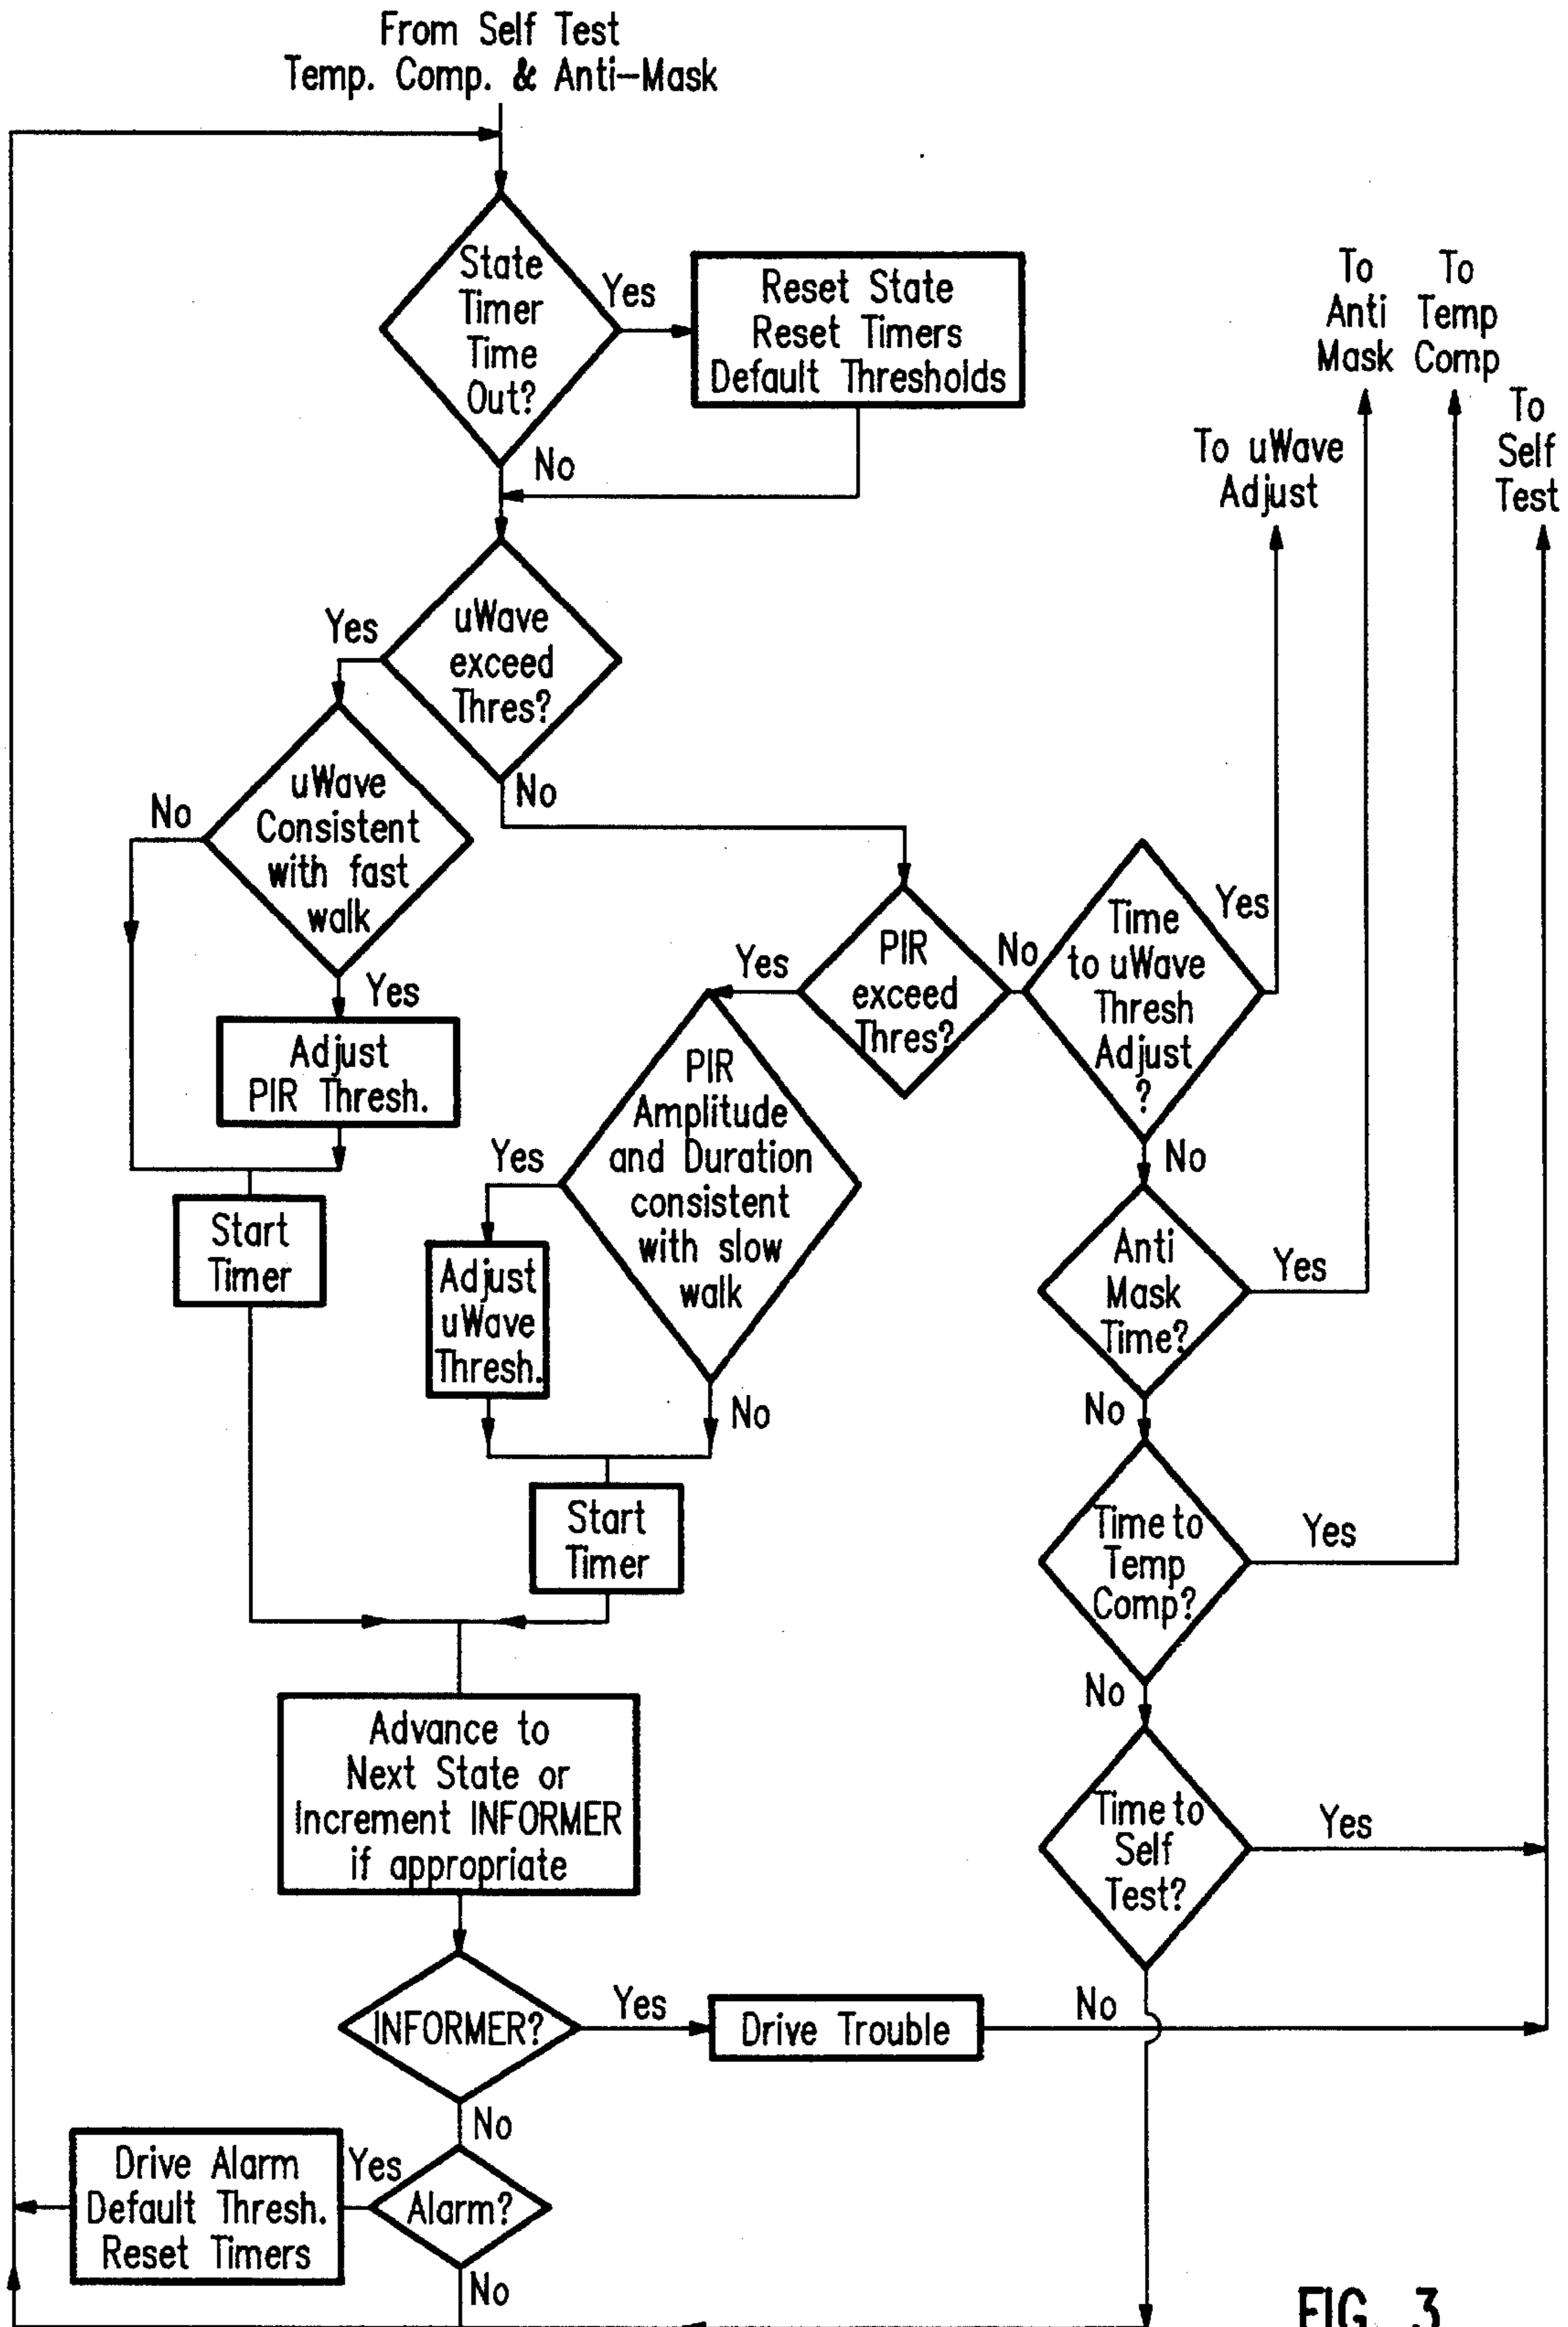 From Self Test
Temp. Comp. & Anti-Mask
State
Timer
Time
Out?
Yes
Reset State
Reset Timers
Default Thresholds
No
To
Anti
Mask
To
Temp
Comp
To
Self
Test
To uWave
Adjust
uWave
exceed
Thres?
Yes
No
uWave
Consistent
with fast
walk
No
Yes
Adjust
PIR Thresh.
Start
Timer
PIR
exceed
Thres?
Yes
No
Time
to uWave
Thresh
Adjust
?
Yes
No
PIR
Amplitude
and Duration
consistent
with slow
walk
Yes
No
Adjust
uWave
Thresh.
Start
Timer
Anti
Mask
Time?
Yes
No
Time to
Temp
Comp?
Yes
No
Time to
Self
Test?
Yes
No
Advance to
Next State or
Increment INFORMER
if appropriate
INFORMER?
Yes
Drive Trouble
No
Alarm?
Yes
Drive Alarm
Default Thresh.
Reset Timers
No
FIG. 3